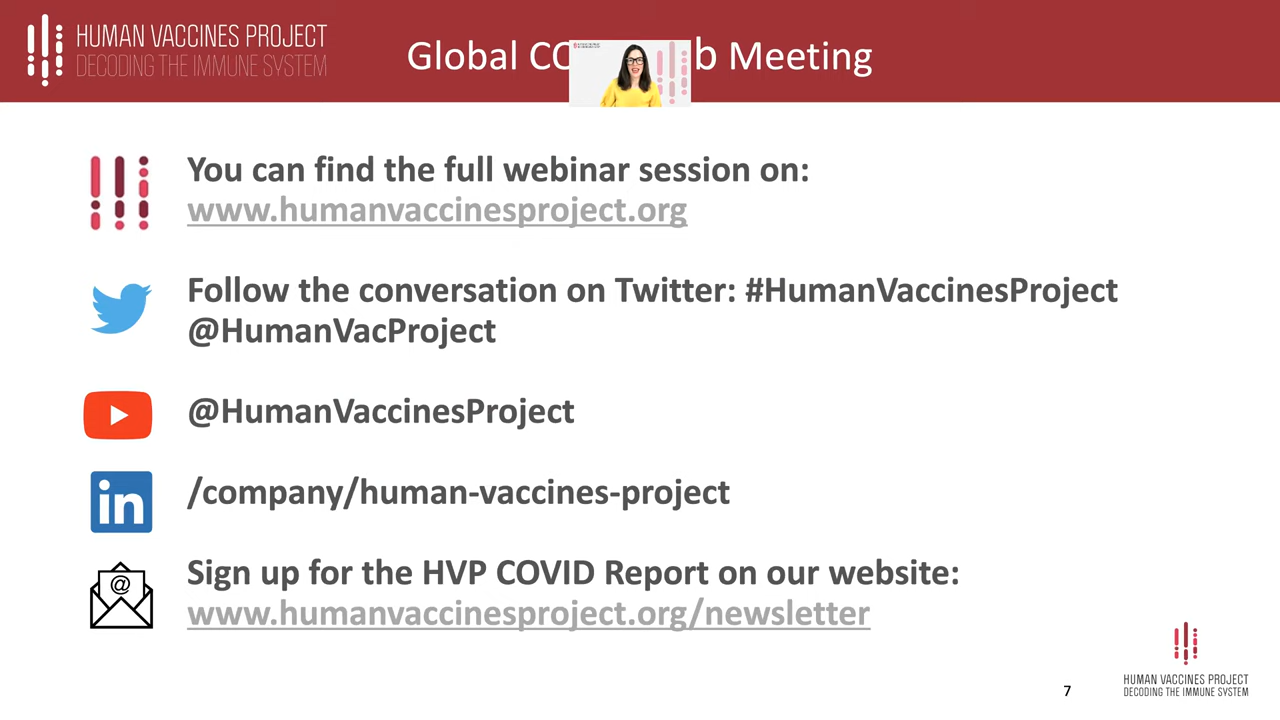 HUMAN VACCINES PROJECT
DECODING THE IMMUNE SYSTEM
Global CO b Meeting
You can find the full webinar session on:
www.humanvaccinesproject.org
Follow the conversation on Twitter: #HumanVaccinesProject
@HumanVacProject
@HumanVaccinesProject
in
/company/human-vaccines-project
@
Sign up for the HVP COVID Report on our website:
www.humanvaccinesproject.org/newsletter
7
HUMAN VACCINES PROJECT
DECODING THE IMMUNE SYSTEM